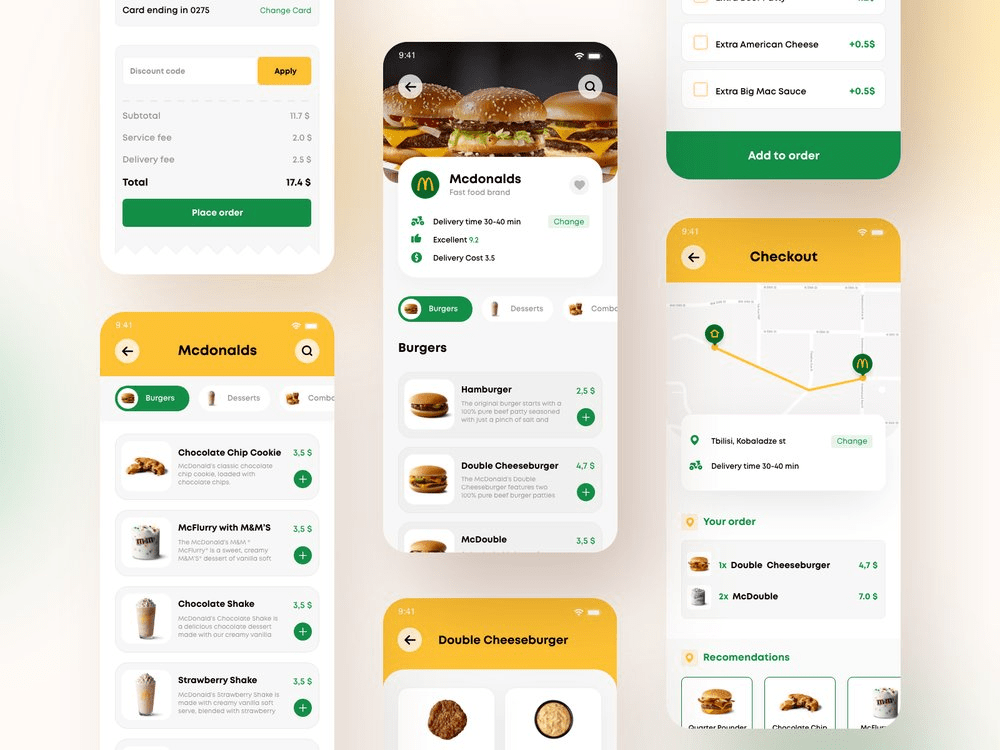 Card ending in 0275
Change Card
Discount code
Apply
Subtotal
11.7 $
Service fee
2.0 $
Delivery fee
2.5 $
Total
17.4 $
Place order
9:41
Mcdonalds
Burgers
Desserts
Combo
Chocolate Chip Cookie
3,5 $
McDonald's classic chocolate
chip cookie, loaded with
chocolate chips.
McFlurry with M&M'S
3,5 $
The McDonald's M&M ®
McFlurry® is a sweet, creamy
M&M'S® dessert of vanilla soft
Chocolate Shake
3,5 $
McDonald's Chocolate Shake is
a delicious chocolate dessert
made with our creamy vanilla
Strawberry Shake
3,5 $
McDonald's Strawberry Shake is
made with creamy vanilla soft
serve, blended with strawberry
9:41
Mcdonalds
Fast food brand
Delivery time 30-40 min
Change
Excellent 9.2
Delivery Cost 3.5
Burgers
Desserts
Combo
Burgers
Hamburger
2,5 $
The original burger starts with a
100% pure beef patty seasoned
with just a pinch of salt and
Double Cheeseburger
4,7 $
The McDonald's Double
Cheeseburger features two
100% pure beef burger patties
McDouble
3,5 $
9:41
Double Cheeseburger
Extra American Cheese
+0.5$
Extra Big Mac Sauce
+0.5$
Add to order
9:41
Checkout
Tbilisi, Kobaladze st
Change
Delivery time 30-40 min
Your order
1x Double Cheeseburger
4,7 $
2x McDouble
7.0 $
Recomendations
Quarter Pounder
Chocolate Chip